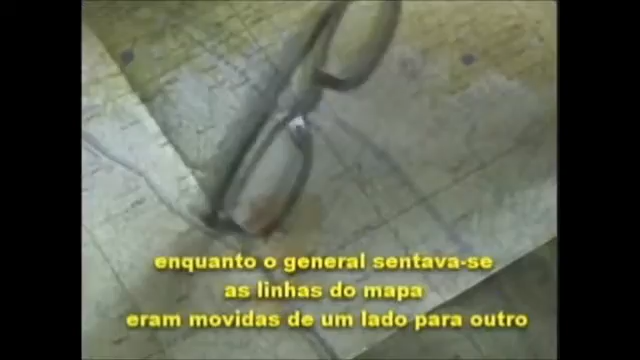 enquanto o general sentava-se
as linhas do mapa
eram movidas de um lado para outro